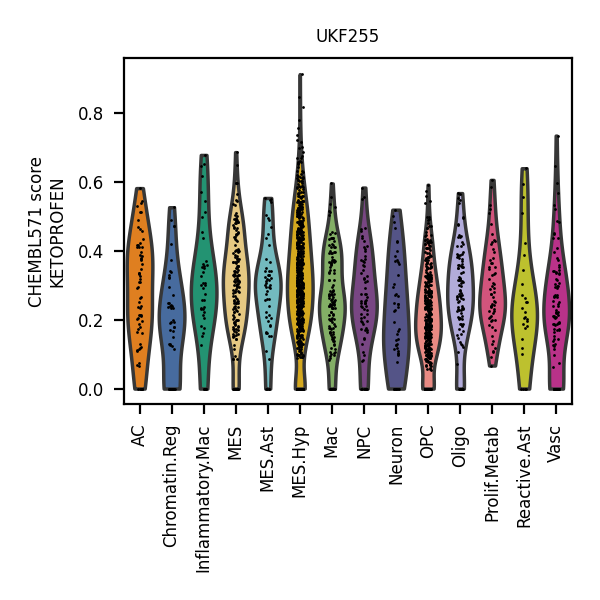 UKF255
CHEMBL571 score
KETOPROFEN
0.8
0.6
0.4
0.2
0.0
AC
Chromatin.Reg
Inflammatory.Mac
MES
MES.Ast
MES.Hyp
Mac
NPC
Neuron
OPC
Oligo
Prolif.Metab
Reactive.Ast
Vasc